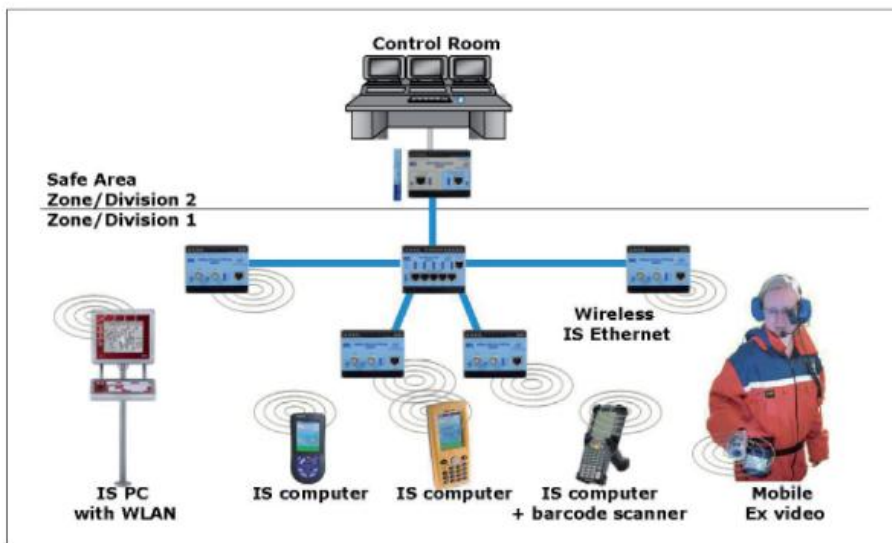 Control Room
Safe Area
Zone/Division 2
Zone/Division 1
Wireless
IS Ethernet
IS PC
with WLAN
IS computer
IS computer
IS computer
+ barcode scanner
Mobile
Ex video